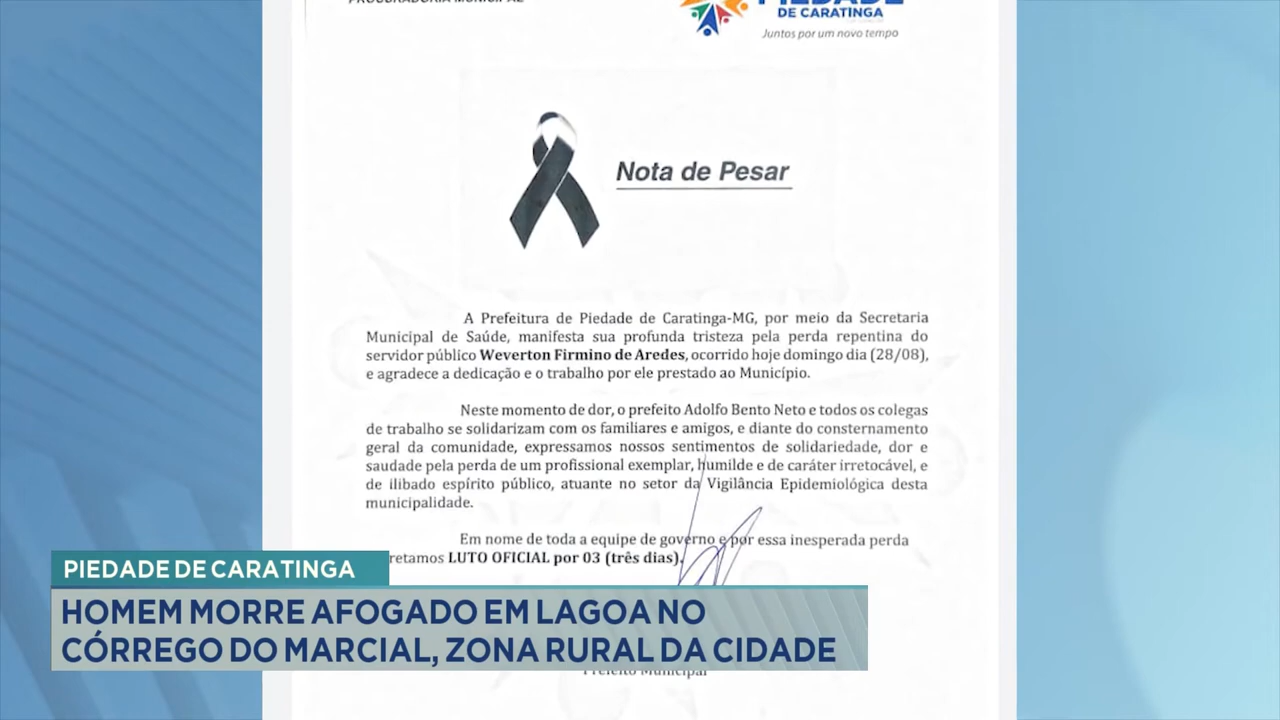 PROCURADORIA MUNICIPAL
PIEDADE
DE CARATINGA
Juntos por um novo tempo
Nota de Pesar
A Prefeitura de Piedade de Caratinga-MG, por meio da Secretaria
Municipal de Saúde, manifesta sua profunda tristeza pela perda repentina do
servidor público Weverton Firmino de Aredes, ocorrido hoje domingo dia (28/08),
e agradece a dedicação e o trabalho por ele prestado ao Município.
Neste momento de dor, o prefeito Adolfo Bento Neto e todos os colegas
de trabalho se solidarizam com os familiares e amigos, e diante do consternamento
geral da comunidade, expressamos nossos sentimentos de solidariedade, dor e
saudade pela perda de um profissional exemplar, humilde e de caráter irretocável, e
de ilibado espírito público, atuante no setor da Vigilância Epidemiológica desta
municipalidade.
Em nome de toda a equipe de governo e por essa inesperada perda
retamos LUTO OFICIAL por 03 (três dias).
PIEDADE DE CARATINGA
HOMEM MORRE AFOGADO EM LAGOA NO
CÓRREGO DO MARCIAL, ZONA RURAL DA CIDADE
Prefeito Municipal